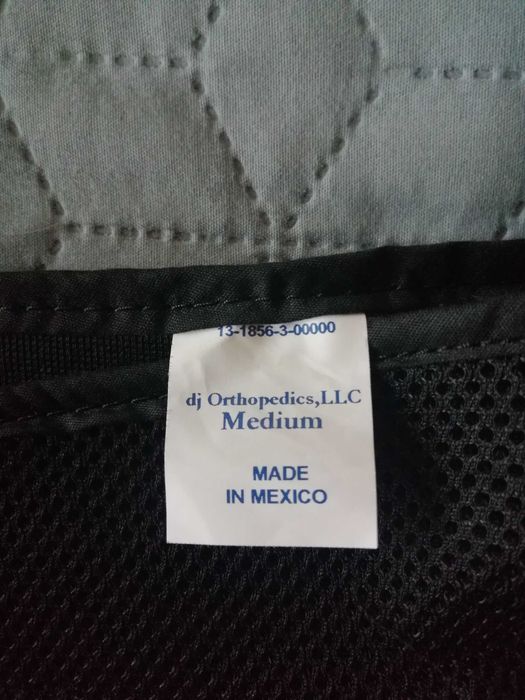 13-1856-3-00000
dj Orthopedics,LLC
Medium
MADE
IN MEXICO